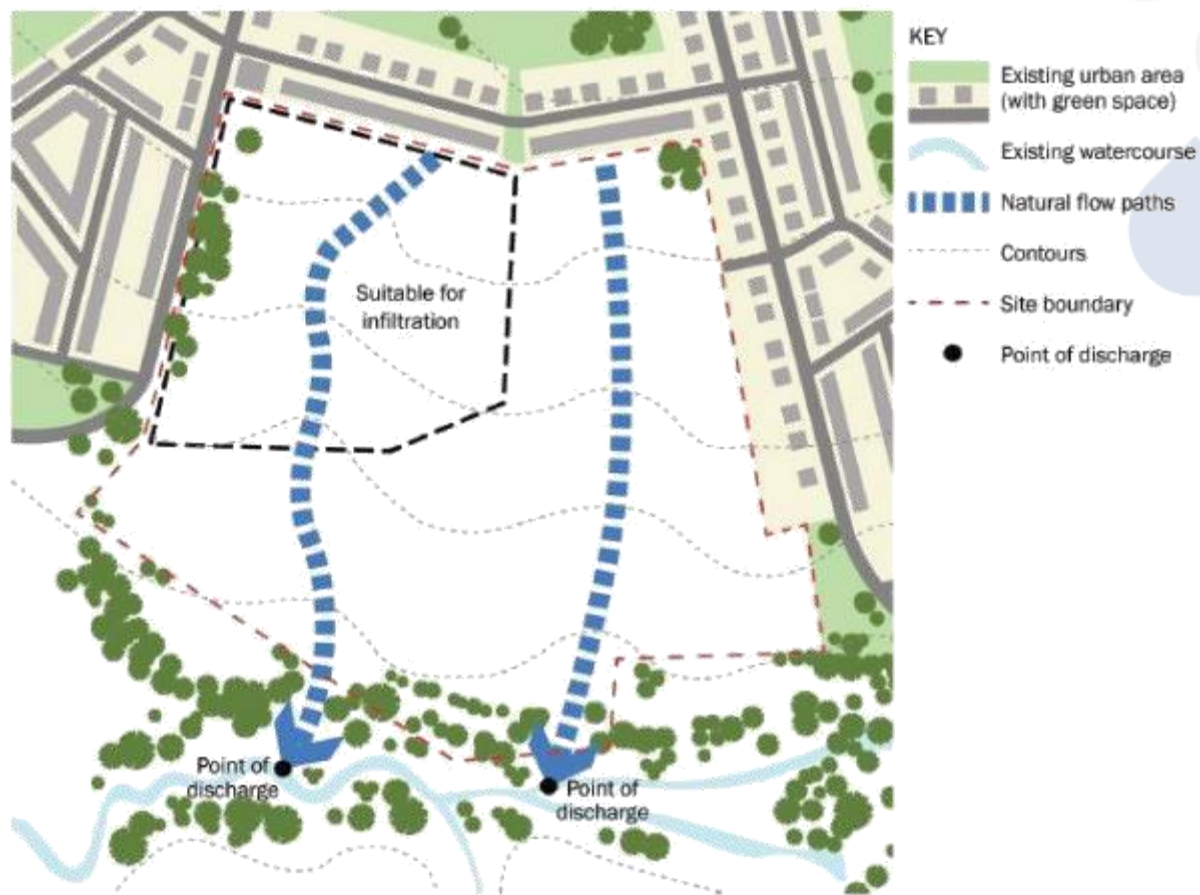 KEY
Existing urban area
(with green space)
Existing watercourse
Natural flow paths
Contours
Site boundary
Point of discharge
Suitable for
infiltration
Point of
discharge
Point of
discharge